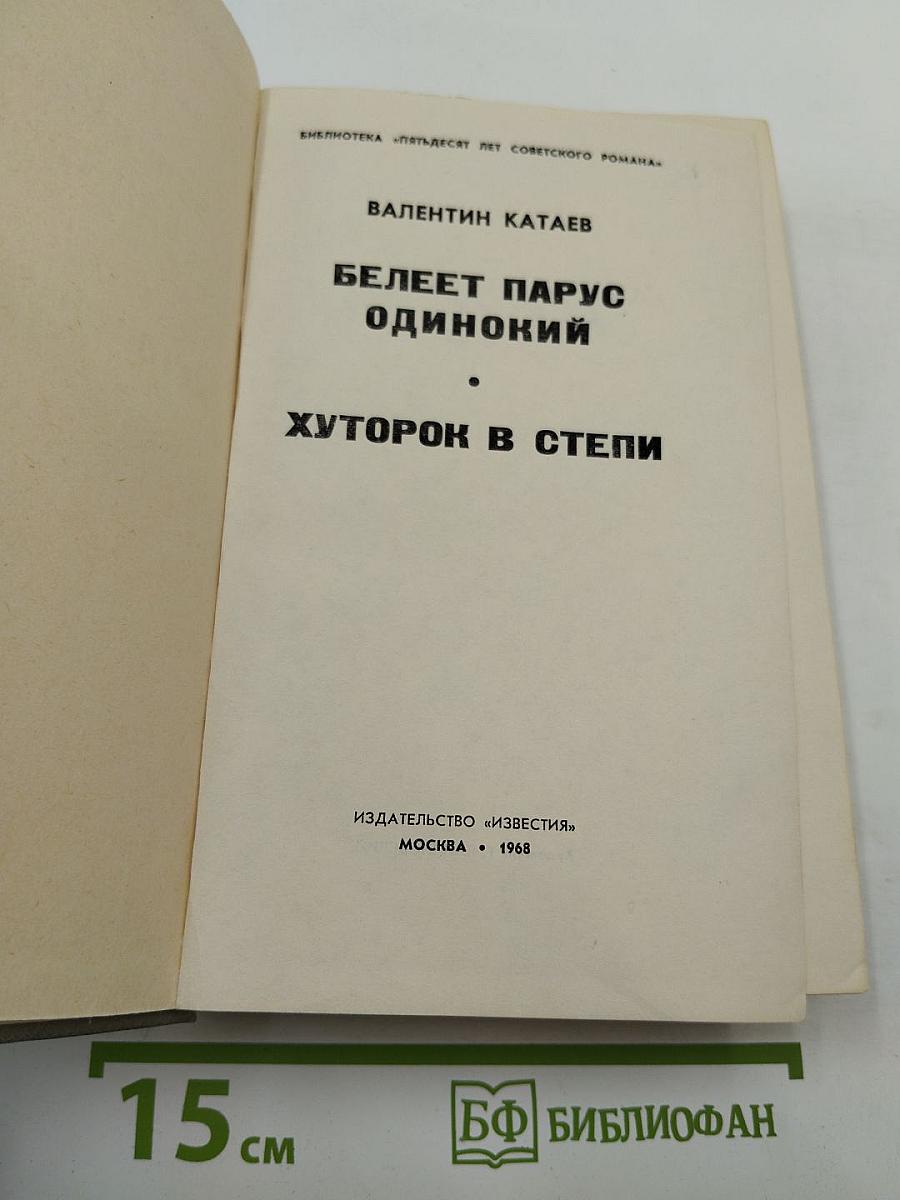 БИБЛИОТЕКА «ПЯТЬДЕСЯТ ЛЕТ СОВЕТСКОГО РОМАНА»
ВАЛЕНТИН КАТАЕВ
БЕЛЕЕТ ПАРУС
ОДИНОКИЙ
•
ХУТОРОК В СТЕПИ
ИЗДАТЕЛЬСТВО «ИЗВЕСТИЯ»
МОСКВА • 1968
15 см
БФ БИБЛИОФАН